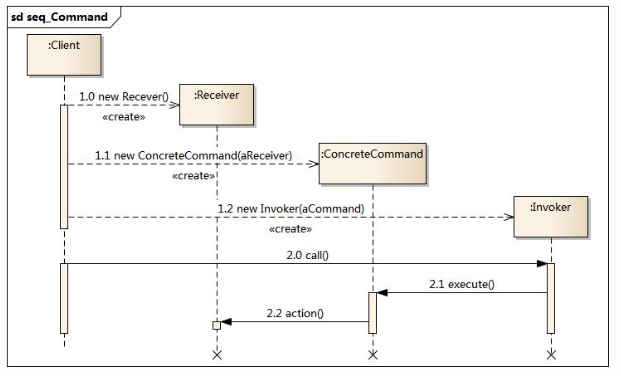 sd seq_Command
:Client
1.0 new Recever()
«create»
:Receiver
1.1 new ConcreteCommand(aReceiver)
«create»
:ConcreteCommand
1.2 new Invoker(aCommand)
«create»
:Invoker
2.0 call()
2.1 execute()
2.2 action()